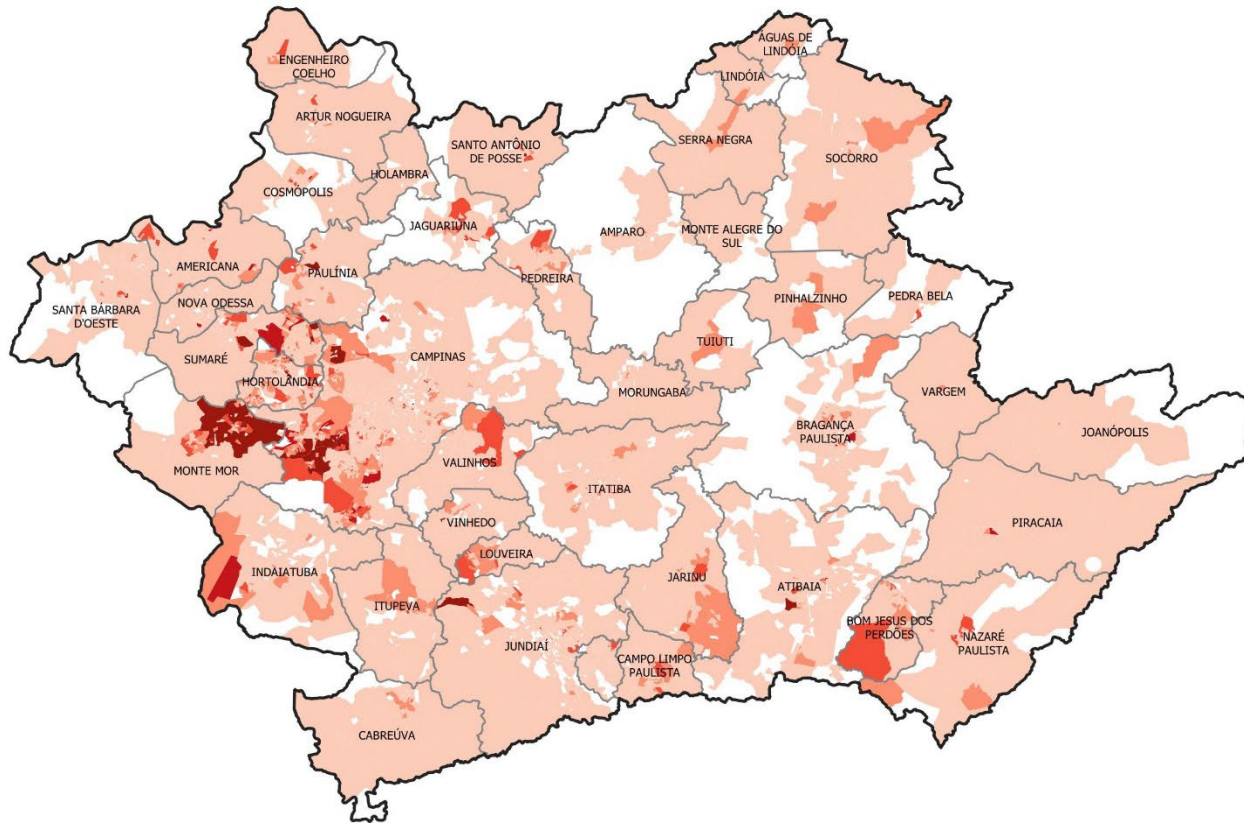 ÁGUAS DE
LINDÓIA
ENGENHEIRO
COELHO
LINDÓIA
ARTUR NOGUEIRA
SERRA NEGRA
SANTO ANTÔNIO
DE POSSE
SOCORRO
HOLAMBRA
COSMÓPOLIS
JAGUARIÚNA
AMPARO
MONTE ALEGRE DO
SUL
AMERICANA
PAULÍNIA
PEDREIRA
NOVA ODESSA
PINHALZINHO
PEDRA BELA
SANTA BÁRBARA
D'OESTE
TUIUTI
SUMARÉ
CAMPINAS
HORTOLÂNDIA
MORUNGABA
VARGEM
BRAGANÇA
PAULISTA
JOANÓPOLIS
VALINHOS
MONTE MOR
ITATIBA
VINHEDO
PIRACAIA
LOUVEIRA
INDAIATUBA
JARINU
ATIBAIA
ITUPEVA
BOM JESUS DOS
PERDÕES
NAZARÉ
PAULISTA
JUNDIAÍ
CAMPO LIMPO
PAULISTA
CABREÚVA